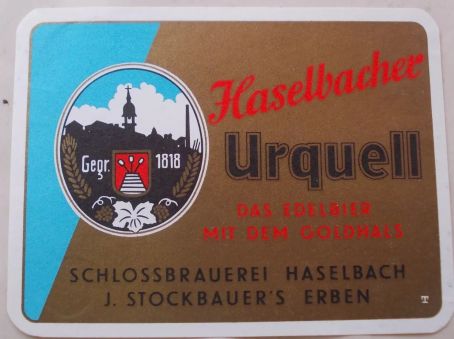 Haselbacher
Gegr. 1818
Urquell
DAS EDELBIER
MIT DEM GOLDHALS
SCHLOSSBRAUEREI HASELBACH
J. STOCKBAUER'S ERBEN
T